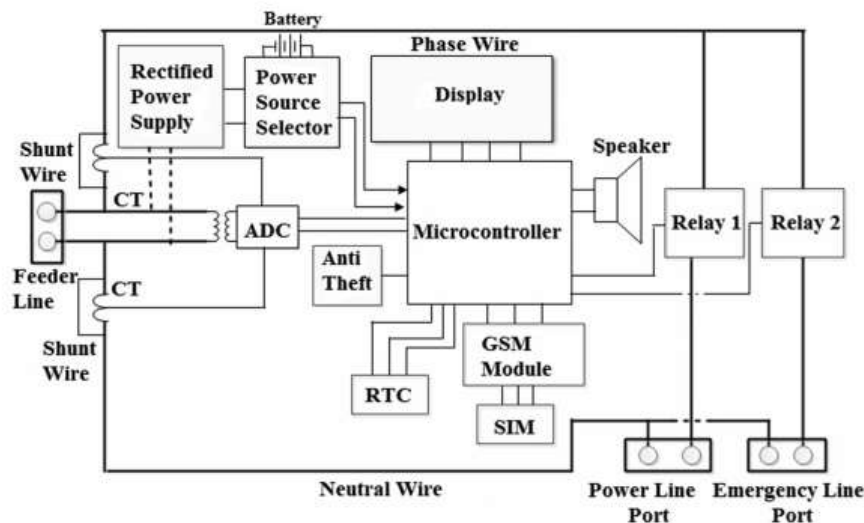 Battery
Phase Wire
Rectified
Power
Supply
Power
Source
Selector
Display
Speaker
Shunt
Wire
CT
ADC
Microcontroller
Relay 1
Relay 2
Feeder
Line
CT
Anti
Theft
Shunt
Wire
GSM
Module
RTC
SIM
Neutral Wire
Power Line
Port
Emergency Line
Port